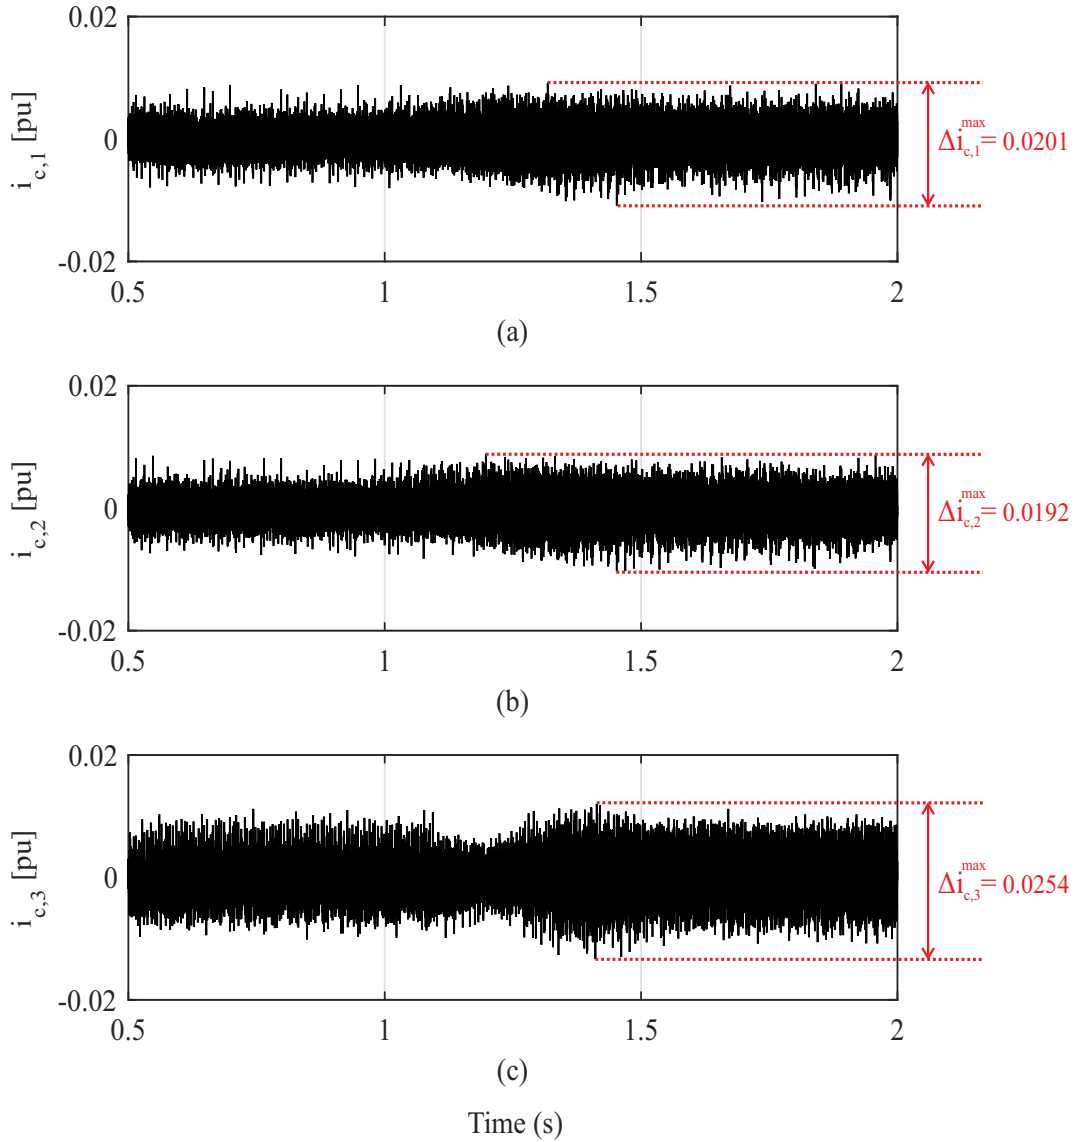 0.02
0
-0.02
i_c,1 [pu]
Δi_c,1^max = 0.0201
0.5 1 1.5 2
(a)
0.02
0
-0.02
i_c,2 [pu]
Δi_c,2^max = 0.0192
0.5 1 1.5 2
(b)
0.02
0
-0.02
i_c,3 [pu]
Δi_c,3^max = 0.0254
0.5 1 1.5 2
(c)
Time (s)